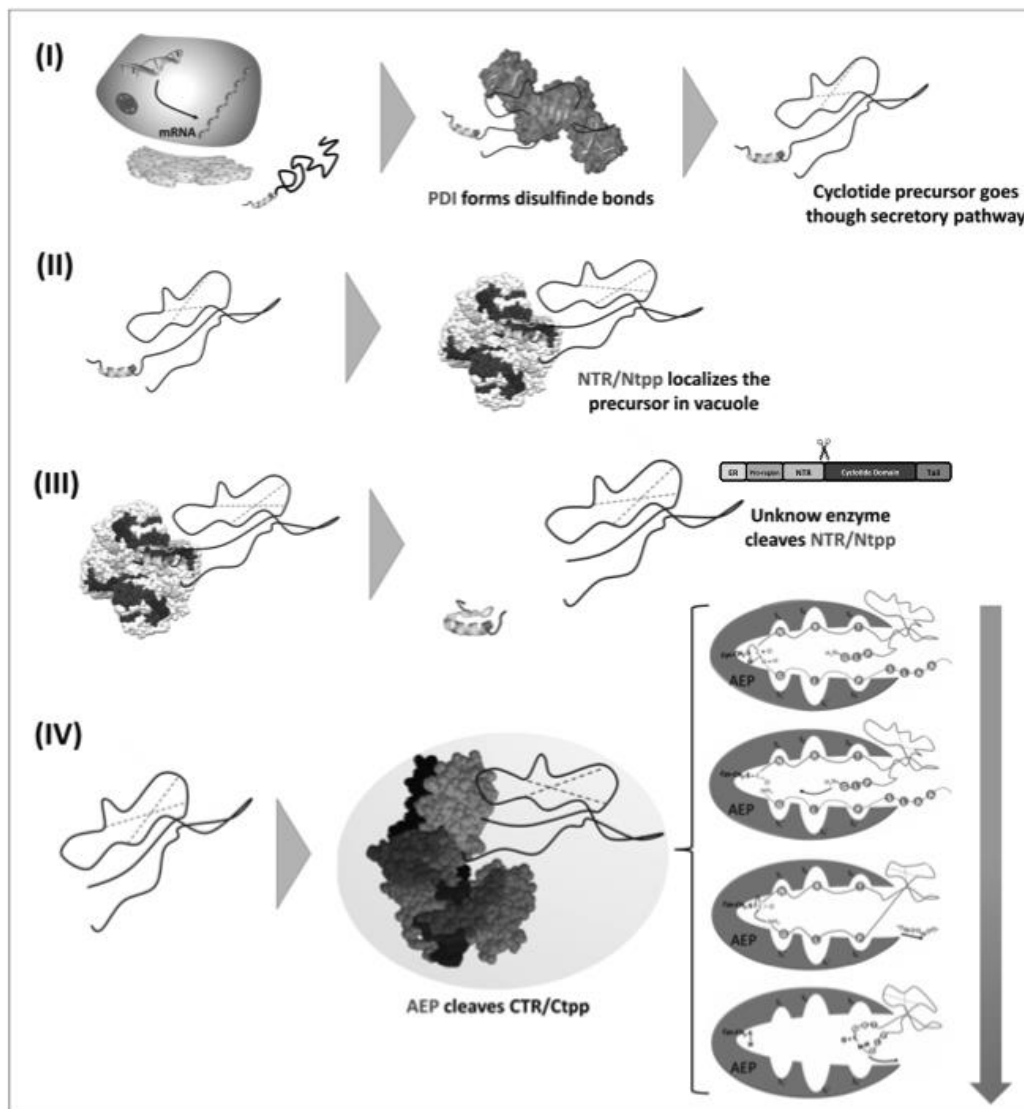 (I)
mRNA
PDI forms disulfinde bonds
Cyclotide precursor goes
though secretory pathway
(II)
NTR/Ntpp localizes the
precursor in vacuole
(III)
ER Pro-region NTR Cyclotide Domain Tail
Unknow enzyme
cleaves NTR/Ntpp
(IV)
AEP cleaves CTR/Ctpp
AEP
AEP
AEP
AEP